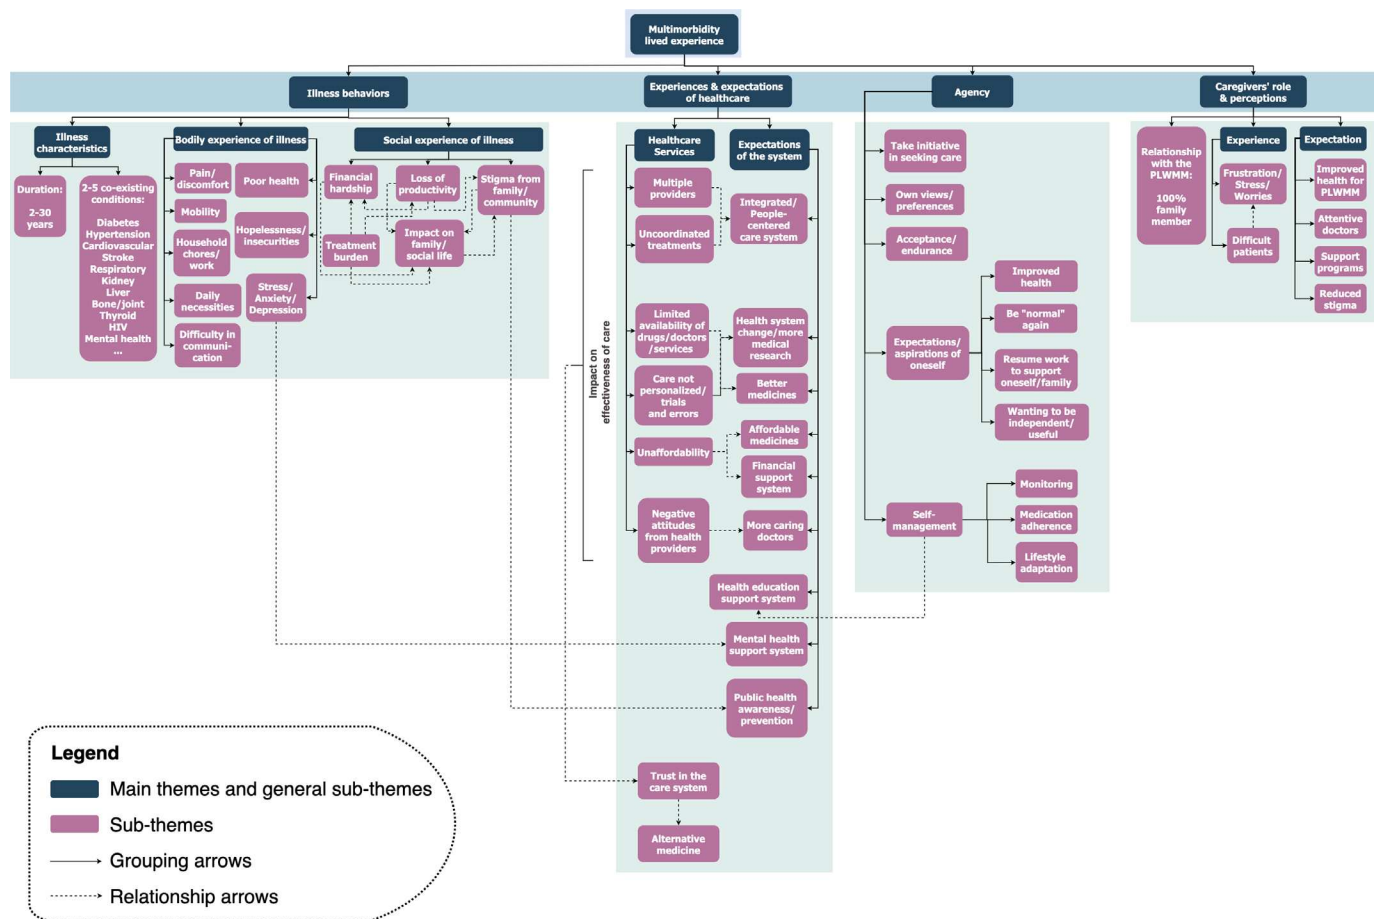 Multimorbidity
lived experience
Illness behaviors
Experiences & expectations
of healthcare
Agency
Caregivers' role
& perceptions
Illness
characteristics
Bodily experience of illness
Social experience of illness
Duration:
2-30
years
2-5 co-existing
conditions:
Diabetes
Hypertension
Cardiovascular
Stroke
Respiratory
Kidney
Liver
Bone/joint
Thyroid
HIV
Mental health
...
Pain/
discomfort
Mobility
Household
chores/
work
Daily
necessities
Difficulty in
communi-
cation
Poor health
Hopelessness/
insecurities
Stress/
Anxiety/
Depression
Financial
hardship
Treatment
burden
Loss of
productivity
Impact on
family/
social life
Stigma from
family/
community
Healthcare
Services
Expectations
of the system
Impact on
effectiveness of care
Multiple
providers
Uncoordinated
treatments
Integrated/
People-
centered
care system
Limited
availability of
drugs/doctors
/services
Care not
personalized/
trials
and errors
Health system
change/more
medical
research
Better
medicines
Unaffordability
Affordable
medicines
Financial
support
system
Negative
attitudes
from health
providers
More caring
doctors
Health education
support system
Mental health
support system
Public health
awareness/
prevention
Trust in the
care system
Alternative
medicine
Take initiative
in seeking care
Own views/
preferences
Acceptance/
endurance
Expectations/
aspirations of
oneself
Improved
health
Be "normal"
again
Resume work
to support
oneself/family
Wanting to be
independent/
useful
Self-
management
Monitoring
Medication
adherence
Lifestyle
adaptation
Relationship
with the
PLWMM:
100%
family
member
Experience
Frustration/
Stress/
Worries
Difficult
patients
Expectation
Improved
health for
PLWMM
Attentive
doctors
Support
programs
Reduced
stigma
Legend
Main themes and general sub-themes
Sub-themes
Grouping arrows
Relationship arrows